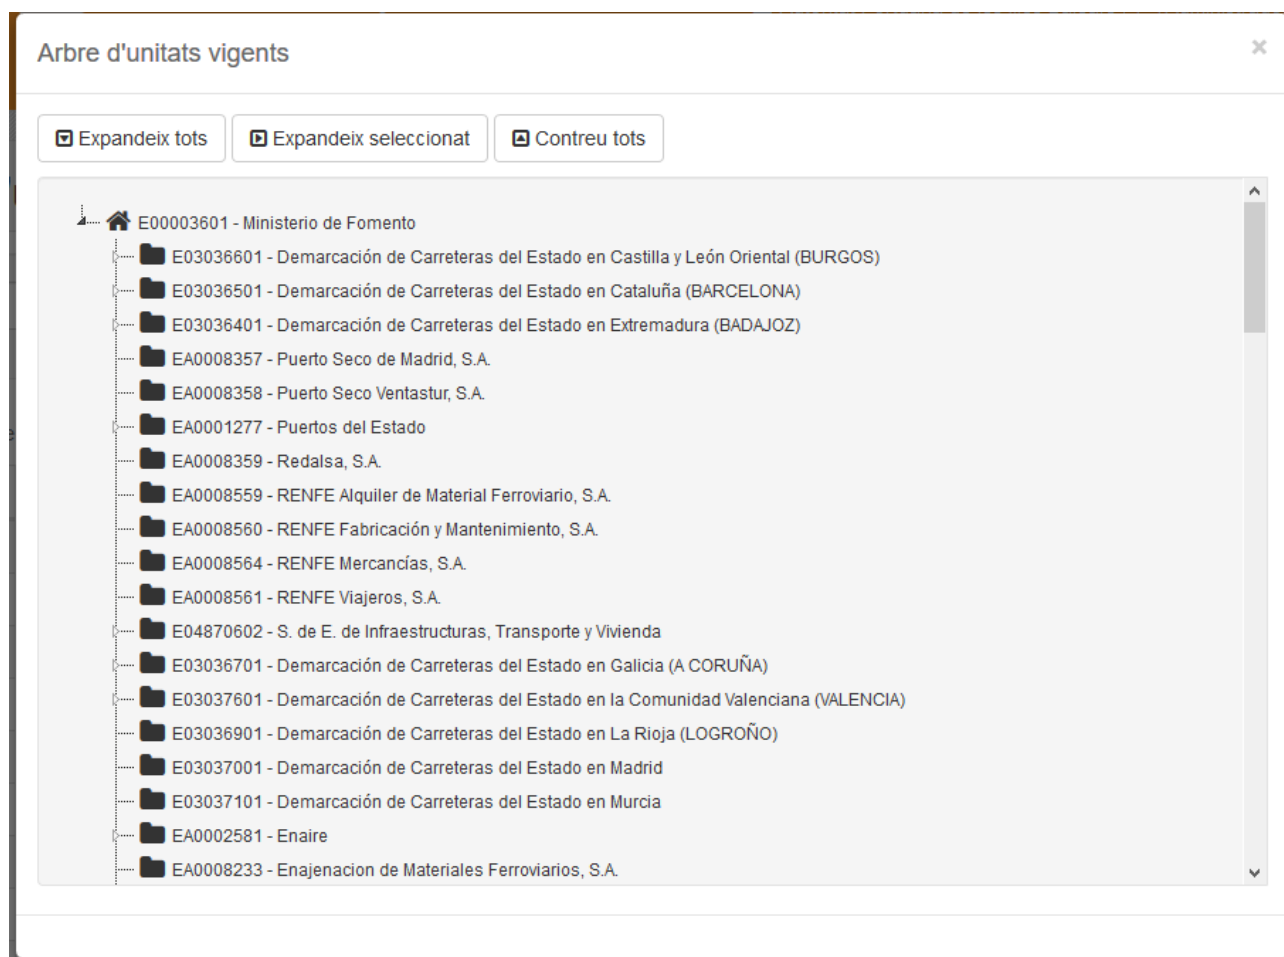 Arbre d'unitats vigents
×
Expandeix tots
Expandeix seleccionat
Contreu tots
E00003601 - Ministerio de Fomento
E03036601 - Demarcación de Carreteras del Estado en Castilla y León Oriental (BURGOS)
E03036501 - Demarcación de Carreteras del Estado en Cataluña (BARCELONA)
E03036401 - Demarcación de Carreteras del Estado en Extremadura (BADAJOZ)
EA0008357 - Puerto Seco de Madrid, S.A.
EA0008358 - Puerto Seco Ventastur, S.A.
EA0001277 - Puertos del Estado
EA0008359 - Redalsa, S.A.
EA0008559 - RENFE Alquiler de Material Ferroviario, S.A.
EA0008560 - RENFE Fabricación y Mantenimiento, S.A.
EA0008564 - RENFE Mercancías, S.A.
EA0008561 - RENFE Viajeros, S.A.
E04870602 - S. de E. de Infraestructuras, Transporte y Vivienda
E03036701 - Demarcación de Carreteras del Estado en Galicia (A CORUÑA)
E03037601 - Demarcación de Carreteras del Estado en la Comunidad Valenciana (VALENCIA)
E03036901 - Demarcación de Carreteras del Estado en La Rioja (LOGROÑO)
E03037001 - Demarcación de Carreteras del Estado en Madrid
E03037101 - Demarcación de Carreteras del Estado en Murcia
EA0002581 - Enaire
EA0008233 - Enajenacion de Materiales Ferroviarios, S.A.